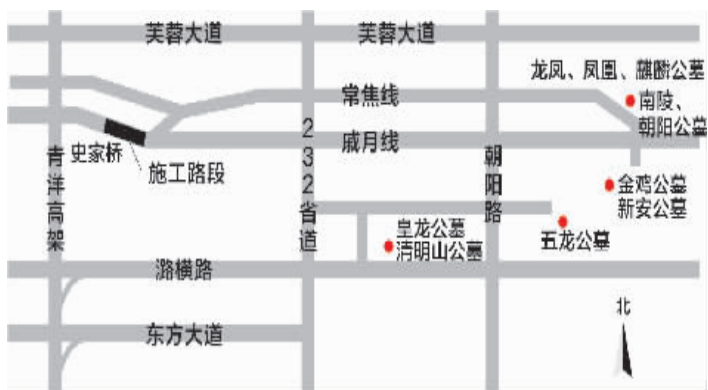 芙蓉大道
芙蓉大道
龙凤、凤凰、麒麟公墓
常焦线
南陵、
朝阳公墓
戚月线
史家桥
施工路段
青洋高架
232省道
朝阳路
金鸡公墓
新安公墓
皇龙公墓
清明山公墓
五龙公墓
潞横路
北
东方大道